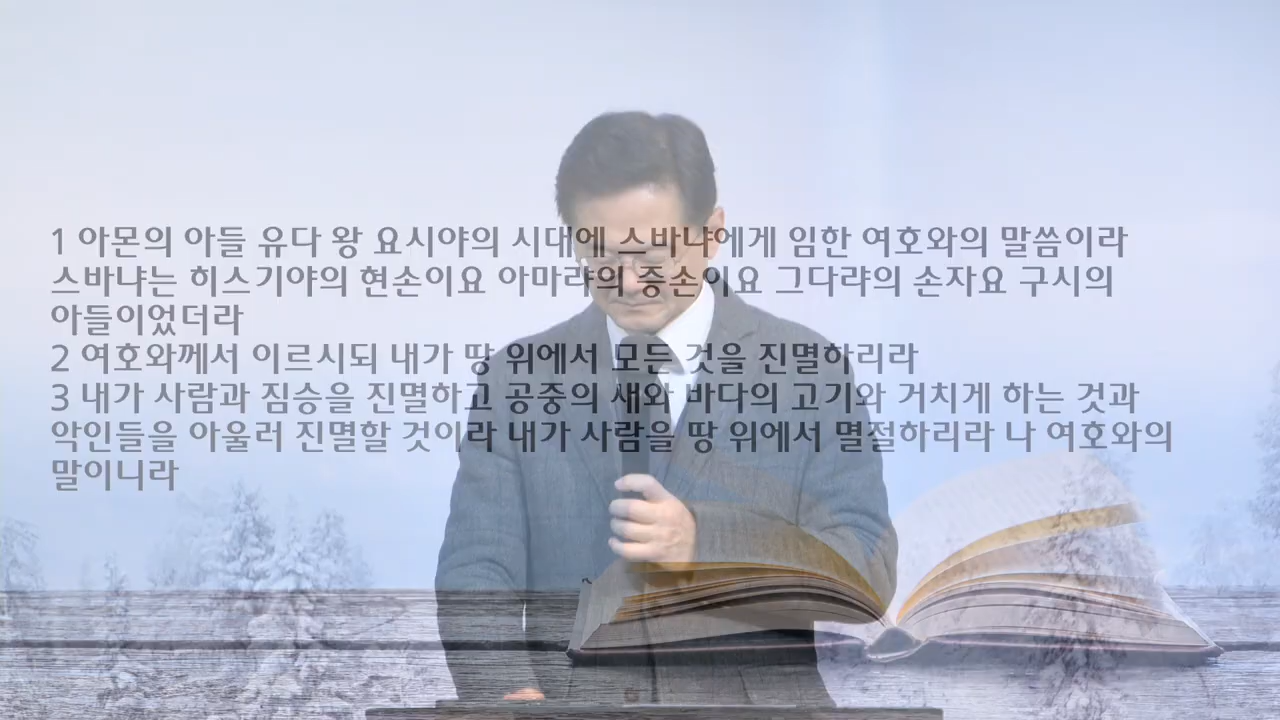 1 아몬의 아들 유다 왕 요시야의 시대에 스바냐에게 임한 여호와의 말씀이라
스바냐는 히스기야의 현손이요 아마랴의 증손이요 그다랴의 손자요 구시의
아들이었더라
2 여호와께서 이르시되 내가 땅 위에서 모든 것을 진멸하리라
3 내가 사람과 짐승을 진멸하고 공중의 새와 바다의 고기와 거치게 하는 것과
악인들을 아울러 진멸할 것이라 내가 사람을 땅 위에서 멸절하리라 나 여호와의
말이니라